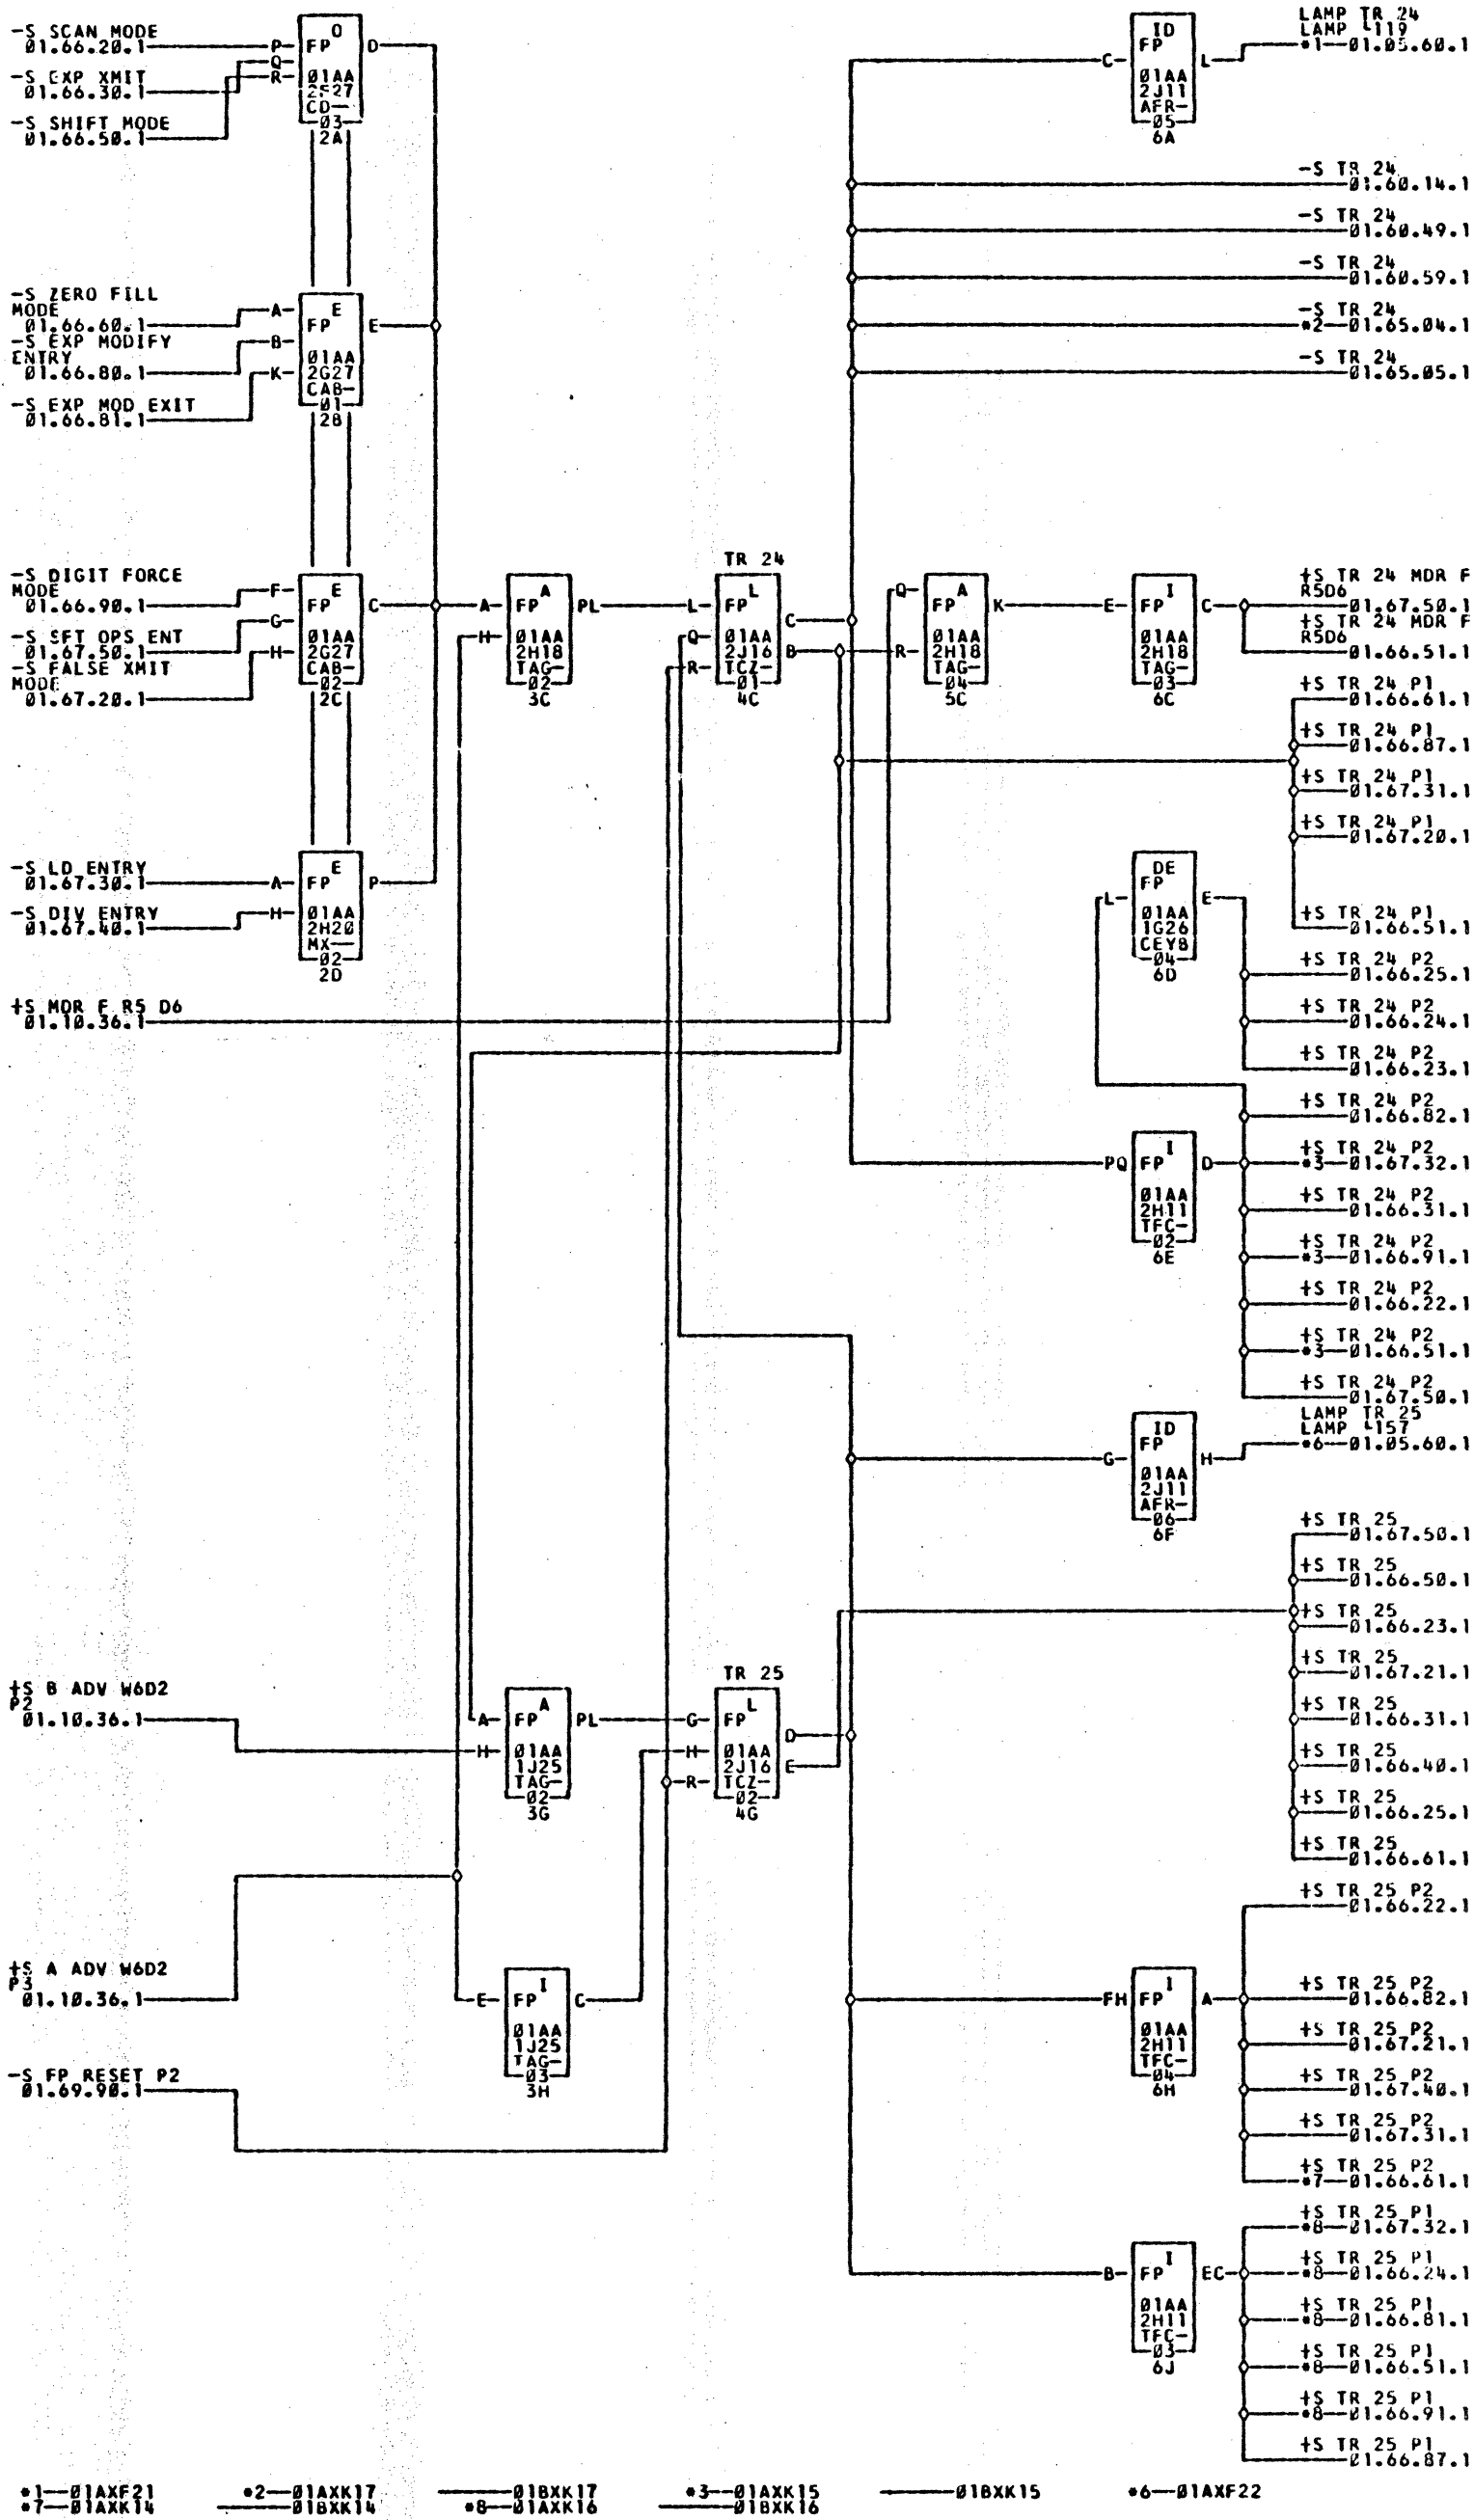 -S SCAN MODE
01.66.20.1
-S EXP XMIT
01.66.30.1
-S SHIFT MODE
01.66.50.1
P
Q
R
O
FP
D
01AA
2F27
CD-
03
2A
-S ZERO FILL
MODE
01.66.60.1
-S EXP MODIFY
ENTRY
01.66.80.1
-S EXP MOD EXIT
01.66.81.1
A
B
K
E
FP
E
01AA
2G27
CAB-
01
2B
-S DIGIT FORCE
MODE
01.66.90.1
-S SFT OPS ENT
01.67.50.1
-S FALSE XMIT
MODE
01.67.20.1
F
G
H
E
FP
C
01AA
2G27
CAB-
02
2C
-S LD ENTRY
01.67.30.1
-S DIV ENTRY
01.67.40.1
A
H
E
FP
P
01AA
2H20
MX-
02
2D
+S MDR F R5 D6
01.10.36.1
A
H
A
FP
PL
01AA
2H18
TAG-
02
3C
TR 24
L
Q
R
L
FP
C
B
01AA
2J16
TCZ-
01
4C
Q
R
A
FP
K
01AA
2H18
TAG-
04
5C
C
ID
FP
L
01AA
2J11
AFR-
05
6A
LAMP TR 24
LAMP L119
*1-01.05.60.1
-S TR 24
01.60.14.1
-S TR 24
01.60.49.1
-S TR 24
01.60.59.1
-S TR 24
*2-01.65.04.1
-S TR 24
01.65.05.1
E
I
FP
C
01AA
2H18
TAG-
03
6C
+S TR 24 MDR F
R5D6
01.67.50.1
+S TR 24 MDR F
R5D6
01.66.51.1
+S TR 24 P1
01.66.61.1
+S TR 24 P1
01.66.87.1
+S TR 24 P1
01.67.31.1
+S TR 24 P1
01.67.20.1
+S TR 24 P1
01.66.51.1
L
DE
FP
E
01AA
1G26
CEY8
04
6D
+S TR 24 P2
01.66.25.1
+S TR 24 P2
01.66.24.1
+S TR 24 P2
01.66.23.1
+S TR 24 P2
01.66.82.1
PQ
I
FP
D
01AA
2H11
TFC-
02
6E
+S TR 24 P2
*3-01.67.32.1
+S TR 24 P2
01.66.31.1
+S TR 24 P2
*3-01.66.91.1
+S TR 24 P2
01.66.22.1
+S TR 24 P2
*3-01.66.51.1
+S TR 24 P2
01.67.50.1
G
ID
FP
H
01AA
2J11
AFR-
06
6F
LAMP TR 25
LAMP L157
*6-01.05.60.1
+S TR 25
01.67.50.1
+S TR 25
01.66.50.1
+S TR 25
01.66.23.1
+S TR 25
01.67.21.1
+S TR 25
01.66.31.1
+S TR 25
01.66.40.1
+S TR 25
01.66.25.1
+S TR 25
01.66.61.1
+S B ADV W6D2
P2
01.10.36.1
A
H
A
FP
PL
01AA
1J25
TAG-
02
3G
TR 25
G
H
R
L
FP
D
E
01AA
2J16
TCZ-
02
4G
+S A ADV W6D2
P3
01.10.36.1
E
I
FP
C
01AA
1J25
TAG-
03
3H
-S FP RESET P2
01.69.90.1
FH
I
FP
A
01AA
2H11
TFC-
04
6H
+S TR 25 P2
01.66.22.1
+S TR 25 P2
01.66.82.1
+S TR 25 P2
01.67.21.1
+S TR 25 P2
01.67.40.1
+S TR 25 P2
01.67.31.1
+S TR 25 P2
*7-01.66.61.1
B
I
FP
EC
01AA
2H11
TFC-
03
6J
+S TR 25 P1
*8-01.67.32.1
+S TR 25 P1
*8-01.66.24.1
+S TR 25 P1
*8-01.66.81.1
+S TR 25 P1
*8-01.66.51.1
+S TR 25 P1
*8-01.66.91.1
+S TR 25 P1
01.66.87.1
*1-01AXF21 *2-01AXK17 01BXK17 *3-01AXK15 01BXK15 *6-01AXF22
*7-01AXK14 01BXK14 *8-01AXK16 01BXK16